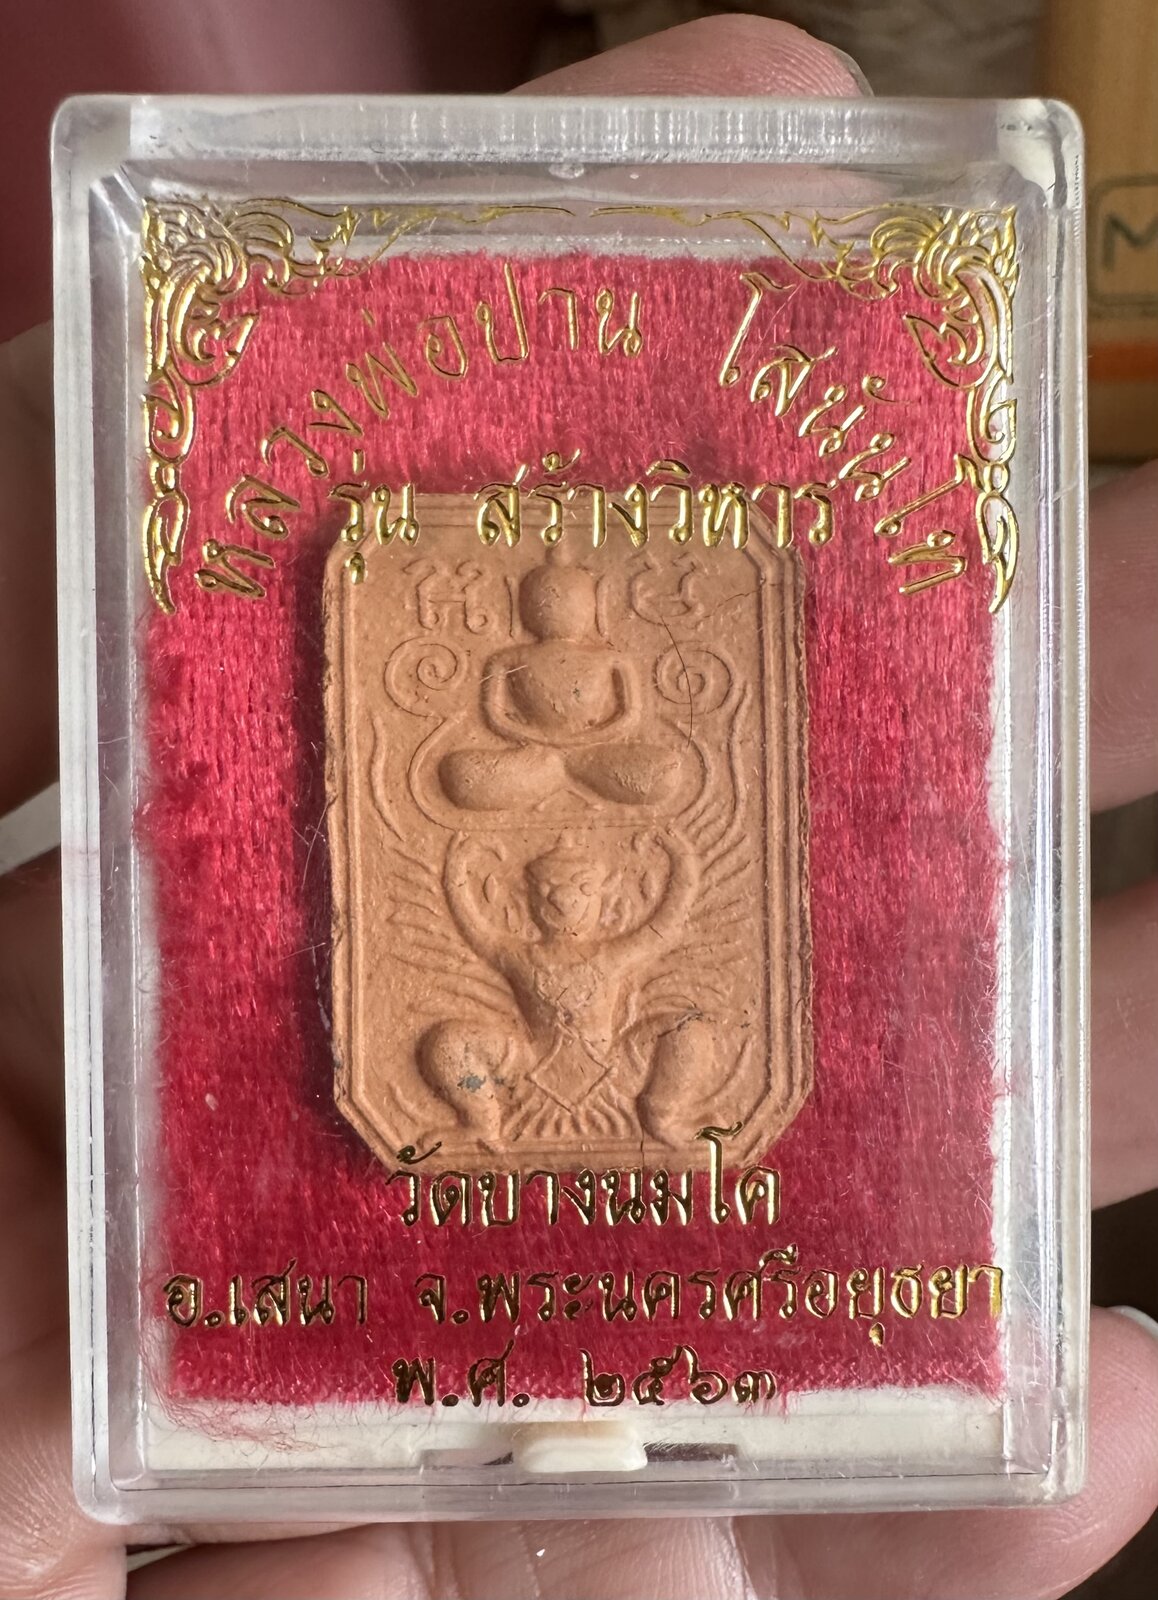 หลวงพ่อปาน โสนันโท
รุ่น สร้างวิหาร
วัดบางนมโค
อ.เสนา จ.พระนครศรีอยุธยา
พ.ศ. ๒๕๖๓